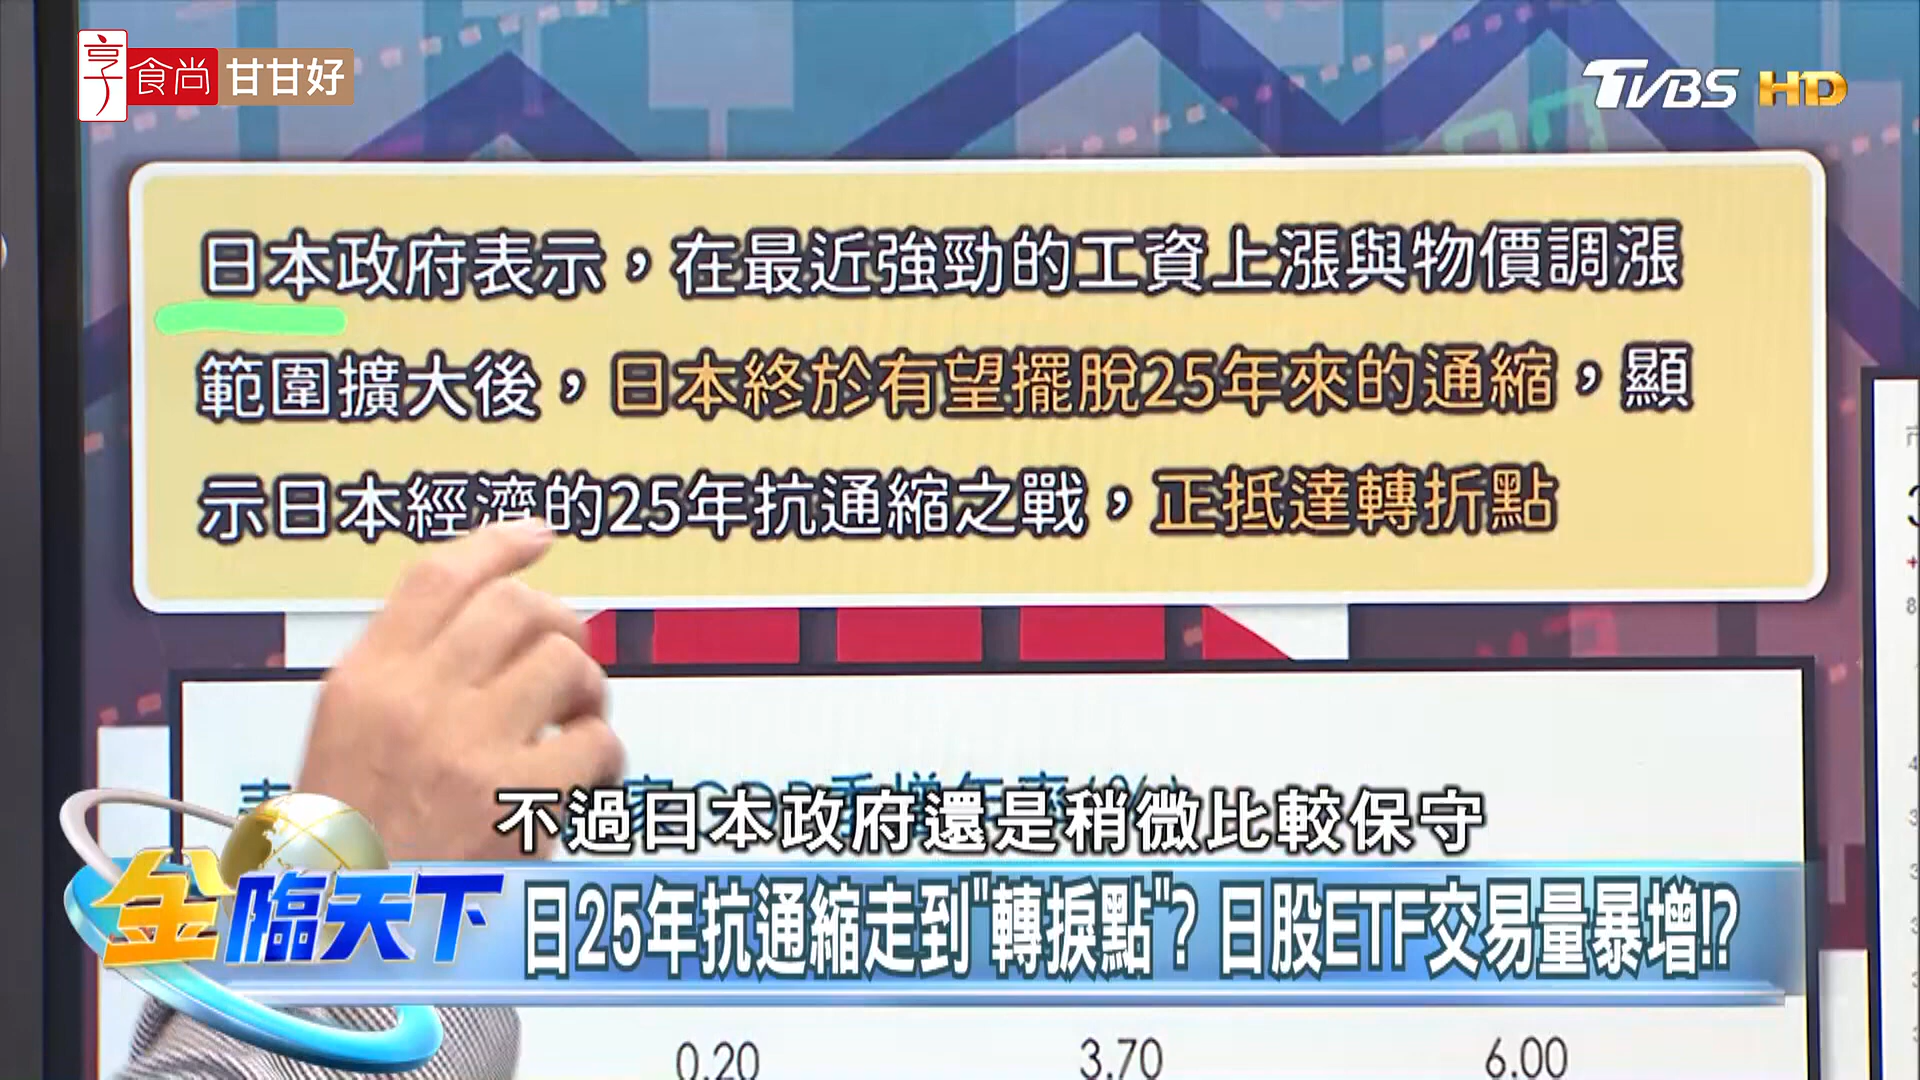 享食尚甘甘好
TVBS HD
日本政府表示，在最近強勁的工資上漲與物價調漲
範圍擴大後，日本終於有望擺脫25年來的通縮，顯
示日本經濟的25年抗通縮之戰，正抵達轉折點
不過日本政府還是稍微比較保守
金臨天下
日25年抗通縮走到"轉捩點"？日股ETF交易量暴增!?
0.20 3.70 6.00